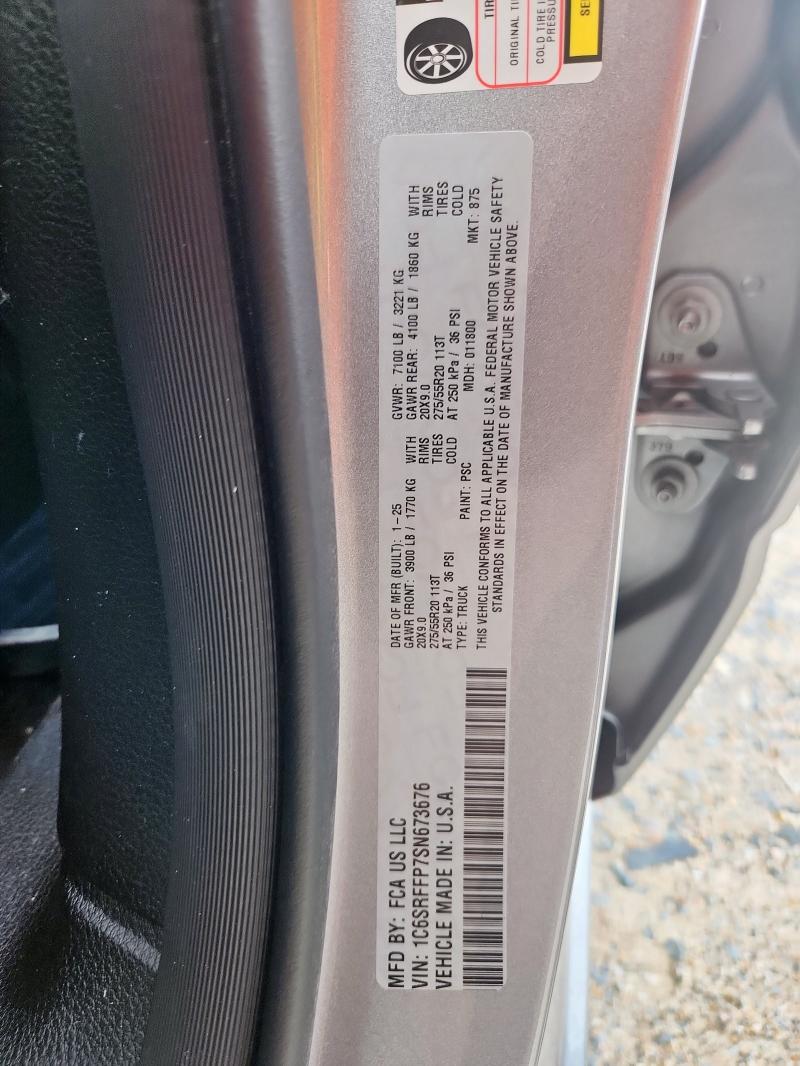 MFD BY: FCA US LLC
VIN: 1C6SRFFP7SN673676
VEHICLE MADE IN: U.S.A.
DATE OF MFR (BUILT): 1-25 GVWR: 7100 LB / 3221 KG
GAWR FRONT: 3900 LB / 1770 KG WITH GAWR REAR: 4100 LB / 1860 KG WITH
20X9.0 RIMS 20X9.0 RIMS
275/55R20 113T TIRES 275/55R20 113T TIRES
AT 250 kPa / 36 PSI COLD AT 250 kPa / 36 PSI COLD
TYPE: TRUCK PAINT: PSC MDH: 011800 MKT: 875
THIS VEHICLE CONFORMS TO ALL APPLICABLE U.S.A. FEDERAL MOTOR VEHICLE SAFETY
STANDARDS IN EFFECT ON THE DATE OF MANUFACTURE SHOWN ABOVE.
ORIGINAL
COLD TIRE
379